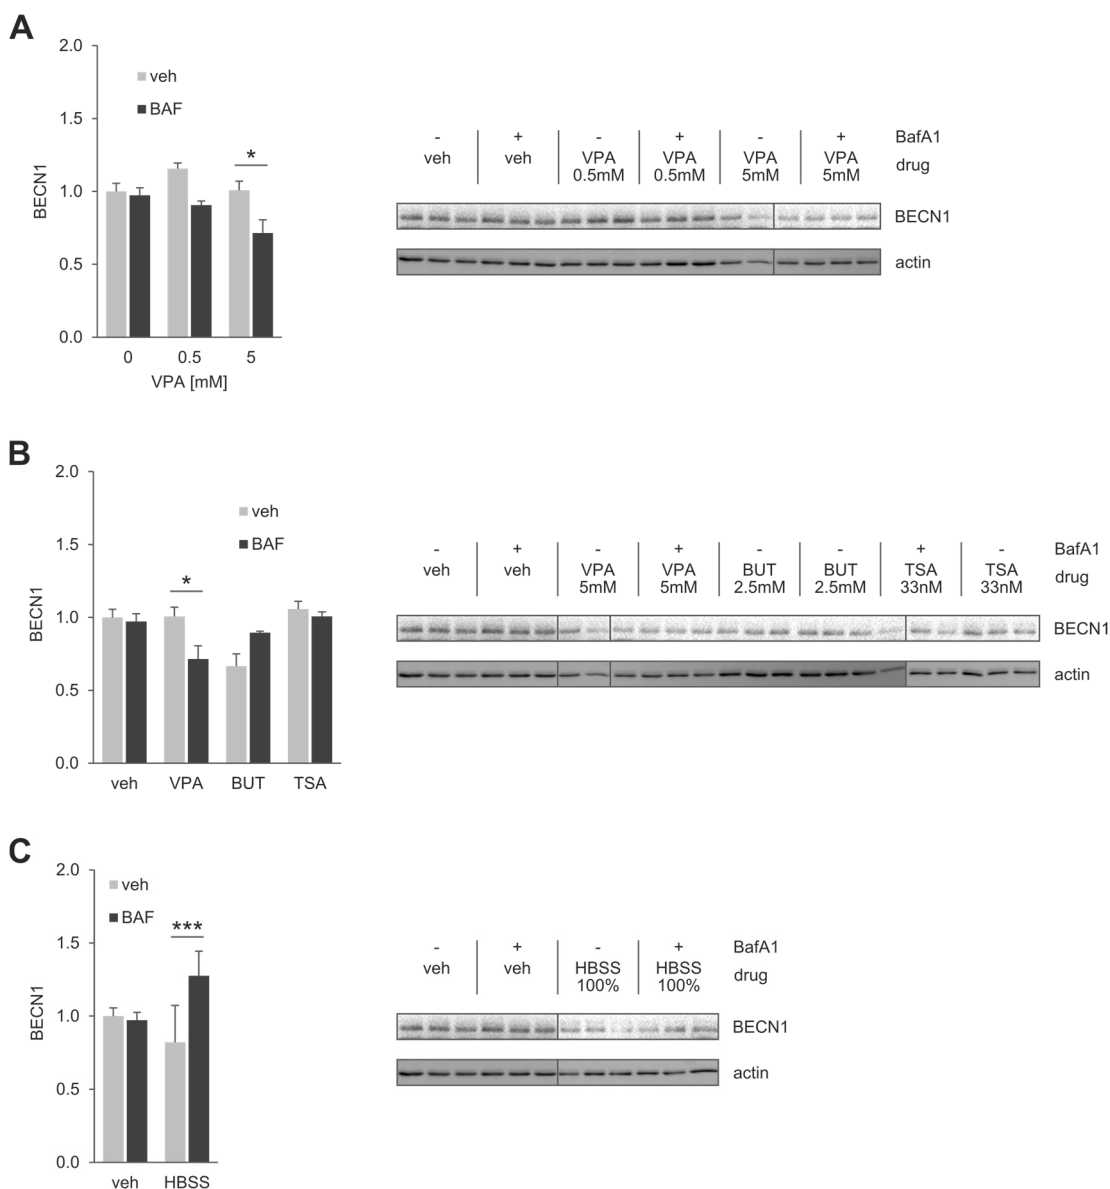 A
2.0
1.5
1.0
0.5
0.0
BECN1
veh
BAF
*
0 0.5 5
VPA [mM]
- + - + - + BafA1
veh veh VPA VPA VPA VPA drug
0.5mM 0.5mM 5mM 5mM
BECN1
actin
B
2.0
1.5
1.0
0.5
0.0
BECN1
veh
BAF
*
veh VPA BUT TSA
- + - + - - + - BafA1
veh veh VPA VPA BUT BUT TSA TSA drug
5mM 5mM 2.5mM 2.5mM 33nM 33nM
BECN1
actin
C
2.0
1.5
1.0
0.5
0.0
BECN1
veh
BAF
***
veh HBSS
- + - + BafA1
veh veh HBSS HBSS drug
100% 100%
BECN1
actin